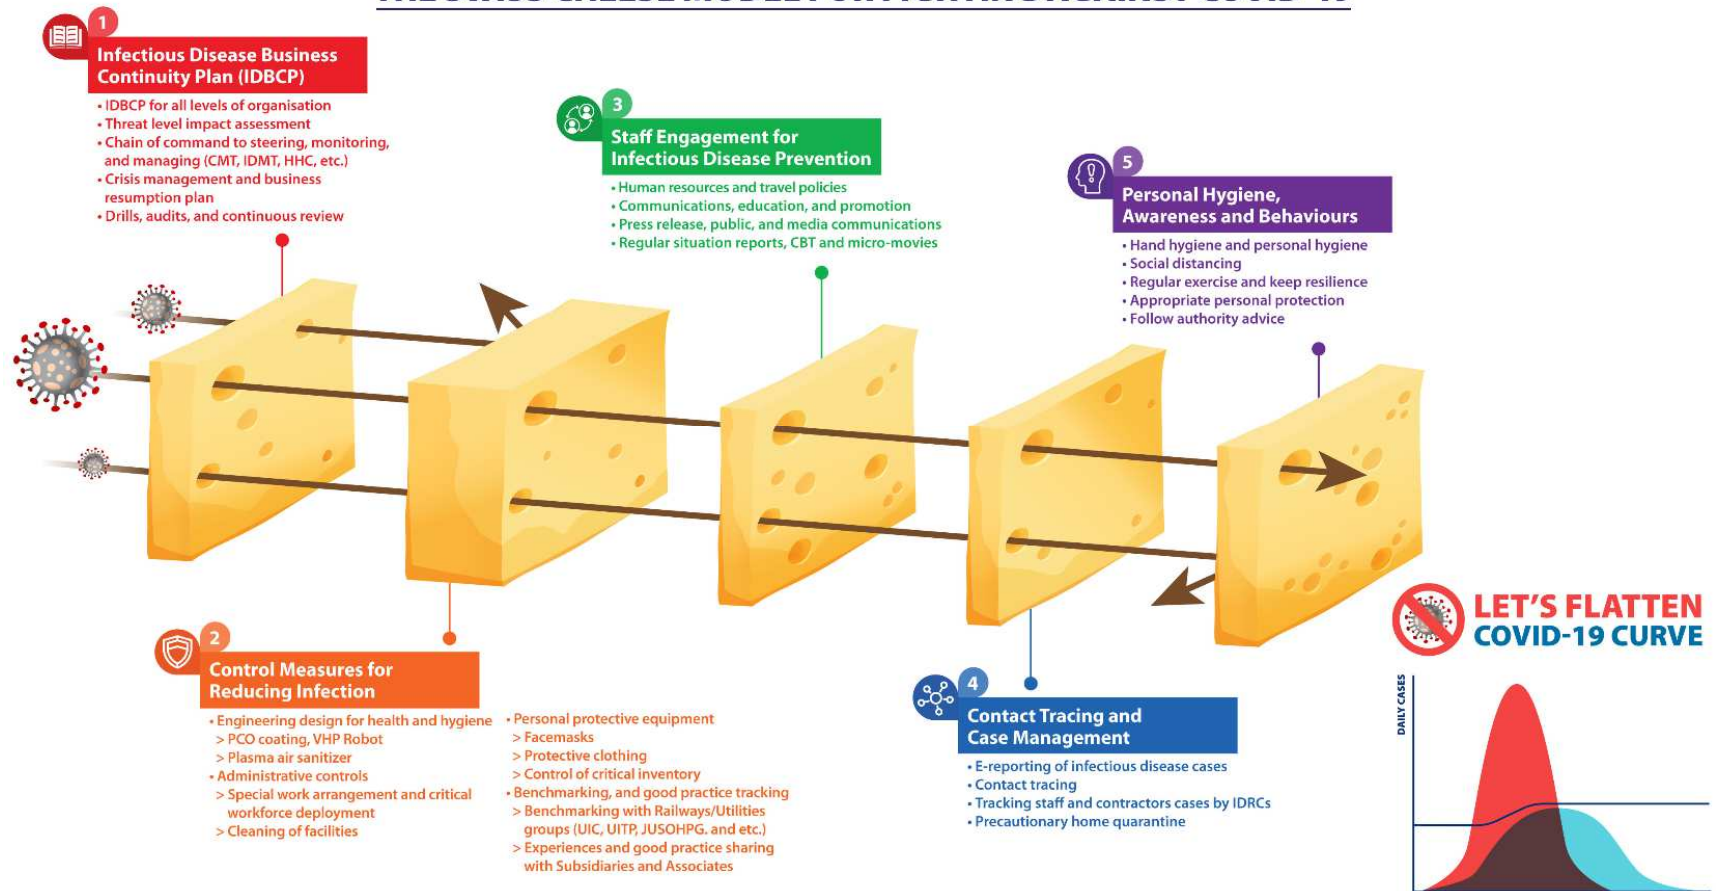 THE SWISS CHEESE MODEL FOR FIGHTING AGAINST COVID-19
1
Infectious Disease Business
Continuity Plan (IDBCP)
• IDBCP for all levels of organisation
• Threat level impact assessment
• Chain of command to steering, monitoring,
and managing (CMT, IDMT, HHC, etc.)
• Crisis management and business
resumption plan
• Drills, audits, and continuous review
3
Staff Engagement for
Infectious Disease Prevention
• Human resources and travel policies
• Communications, education, and promotion
• Press release, public, and media communications
• Regular situation reports, CBT and micro-movies
5
Personal Hygiene,
Awareness and Behaviours
• Hand hygiene and personal hygiene
• Social distancing
• Regular exercise and keep resilience
• Appropriate personal protection
• Follow authority advice
2
Control Measures for
Reducing Infection
• Engineering design for health and hygiene
> PCO coating, VHP Robot
> Plasma air sanitizer
• Administrative controls
> Special work arrangement and critical
workforce deployment
> Cleaning of facilities
• Personal protective equipment
> Facemasks
> Protective clothing
> Control of critical inventory
• Benchmarking, and good practice tracking
> Benchmarking with Railways/Utilities
groups (UIC, UITP, JUSOHPG. and etc.)
> Experiences and good practice sharing
with Subsidiaries and Associates
4
Contact Tracing and
Case Management
• E-reporting of infectious disease cases
• Contact tracing
• Tracking staff and contractors cases by IDRCs
• Precautionary home quarantine
LET'S FLATTEN
COVID-19 CURVE
DAILY CASES